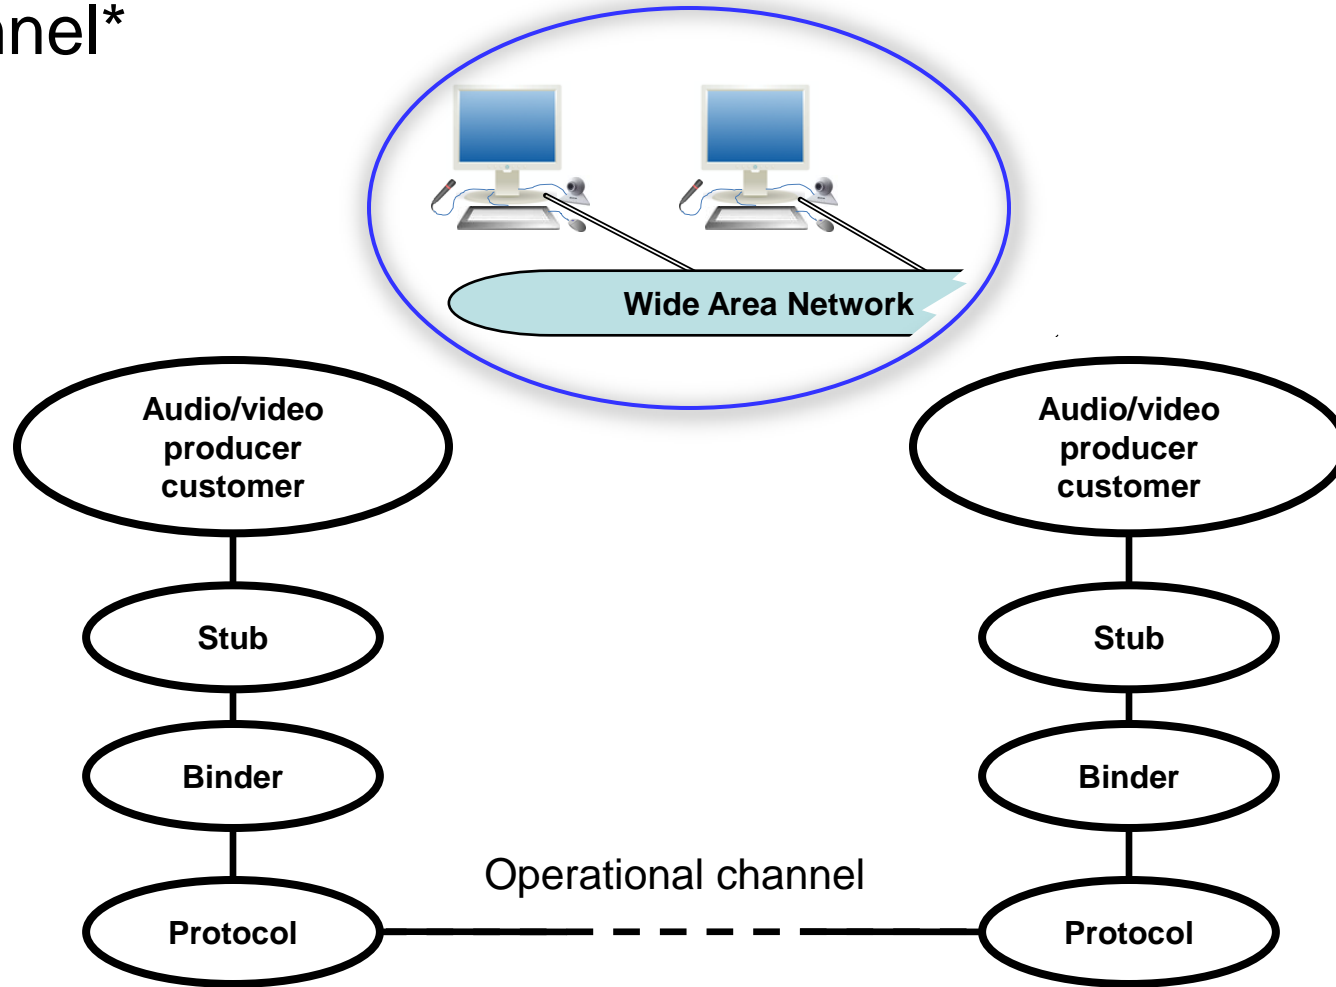 nnel*
Wide Area Network
Audio/video
producer
customer
Audio/video
producer
customer
Stub
Stub
Binder
Binder
Operational channel
Protocol
Protocol